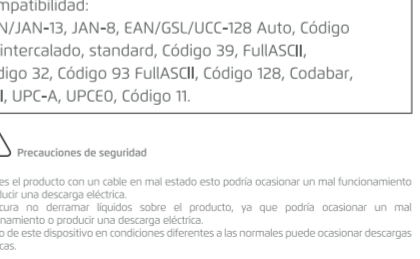 mpatibilidad:
N/JAN-13, JAN-8, EAN/GSL/UCC-128 Auto, Código
intercalado, standard, Código 39, FullASCII,
digo 32, Código 93 FullASCII, Código 128, Codabar,
I, UPC-A, UPCE0, Código 11.
Precauciones de seguridad
es el producto con un cable en mal estado esto podría ocasionar un mal funcionamiento
ducir una descarga eléctrica.
cura no derramar líquidos sobre el producto, ya que podría ocasionar un mal
onamiento o producir una descarga eléctrica.
o de este dispositivo en condiciones diferentes a las normales puede ocasionar descargas
cas.